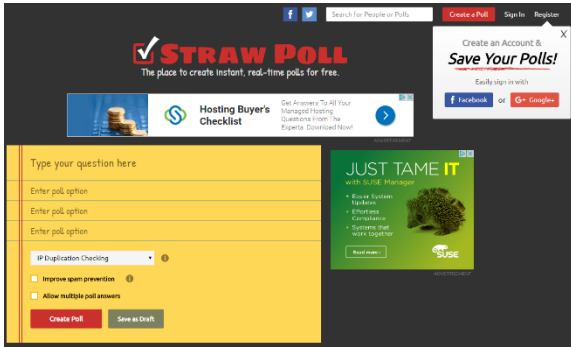 f
Search for People or Polls
Create a Poll
Sign In
Register
X
Create an Account &
Save Your Polls!
Easily sign in with
f Facebook or G+ Google+
STRAW POLL
The place to create instant, real-time polls for free.
Hosting Buyer's
Checklist
Get Answers To All Your
Managed Hosting
Questions From The
Experts. Download Now!
ADVERTISEMENT
Type your question here
Enter poll option
Enter poll option
Enter poll option
IP Duplication Checking
Improve spam prevention
Allow multiple poll answers
Create Poll
Save as Draft
JUST TAME IT
with SUSE Manager
• Easier System
Updates
• Effortless
Compliance
• Systems that
work together
Read more ›
SUSE
ADVERTISEMENT